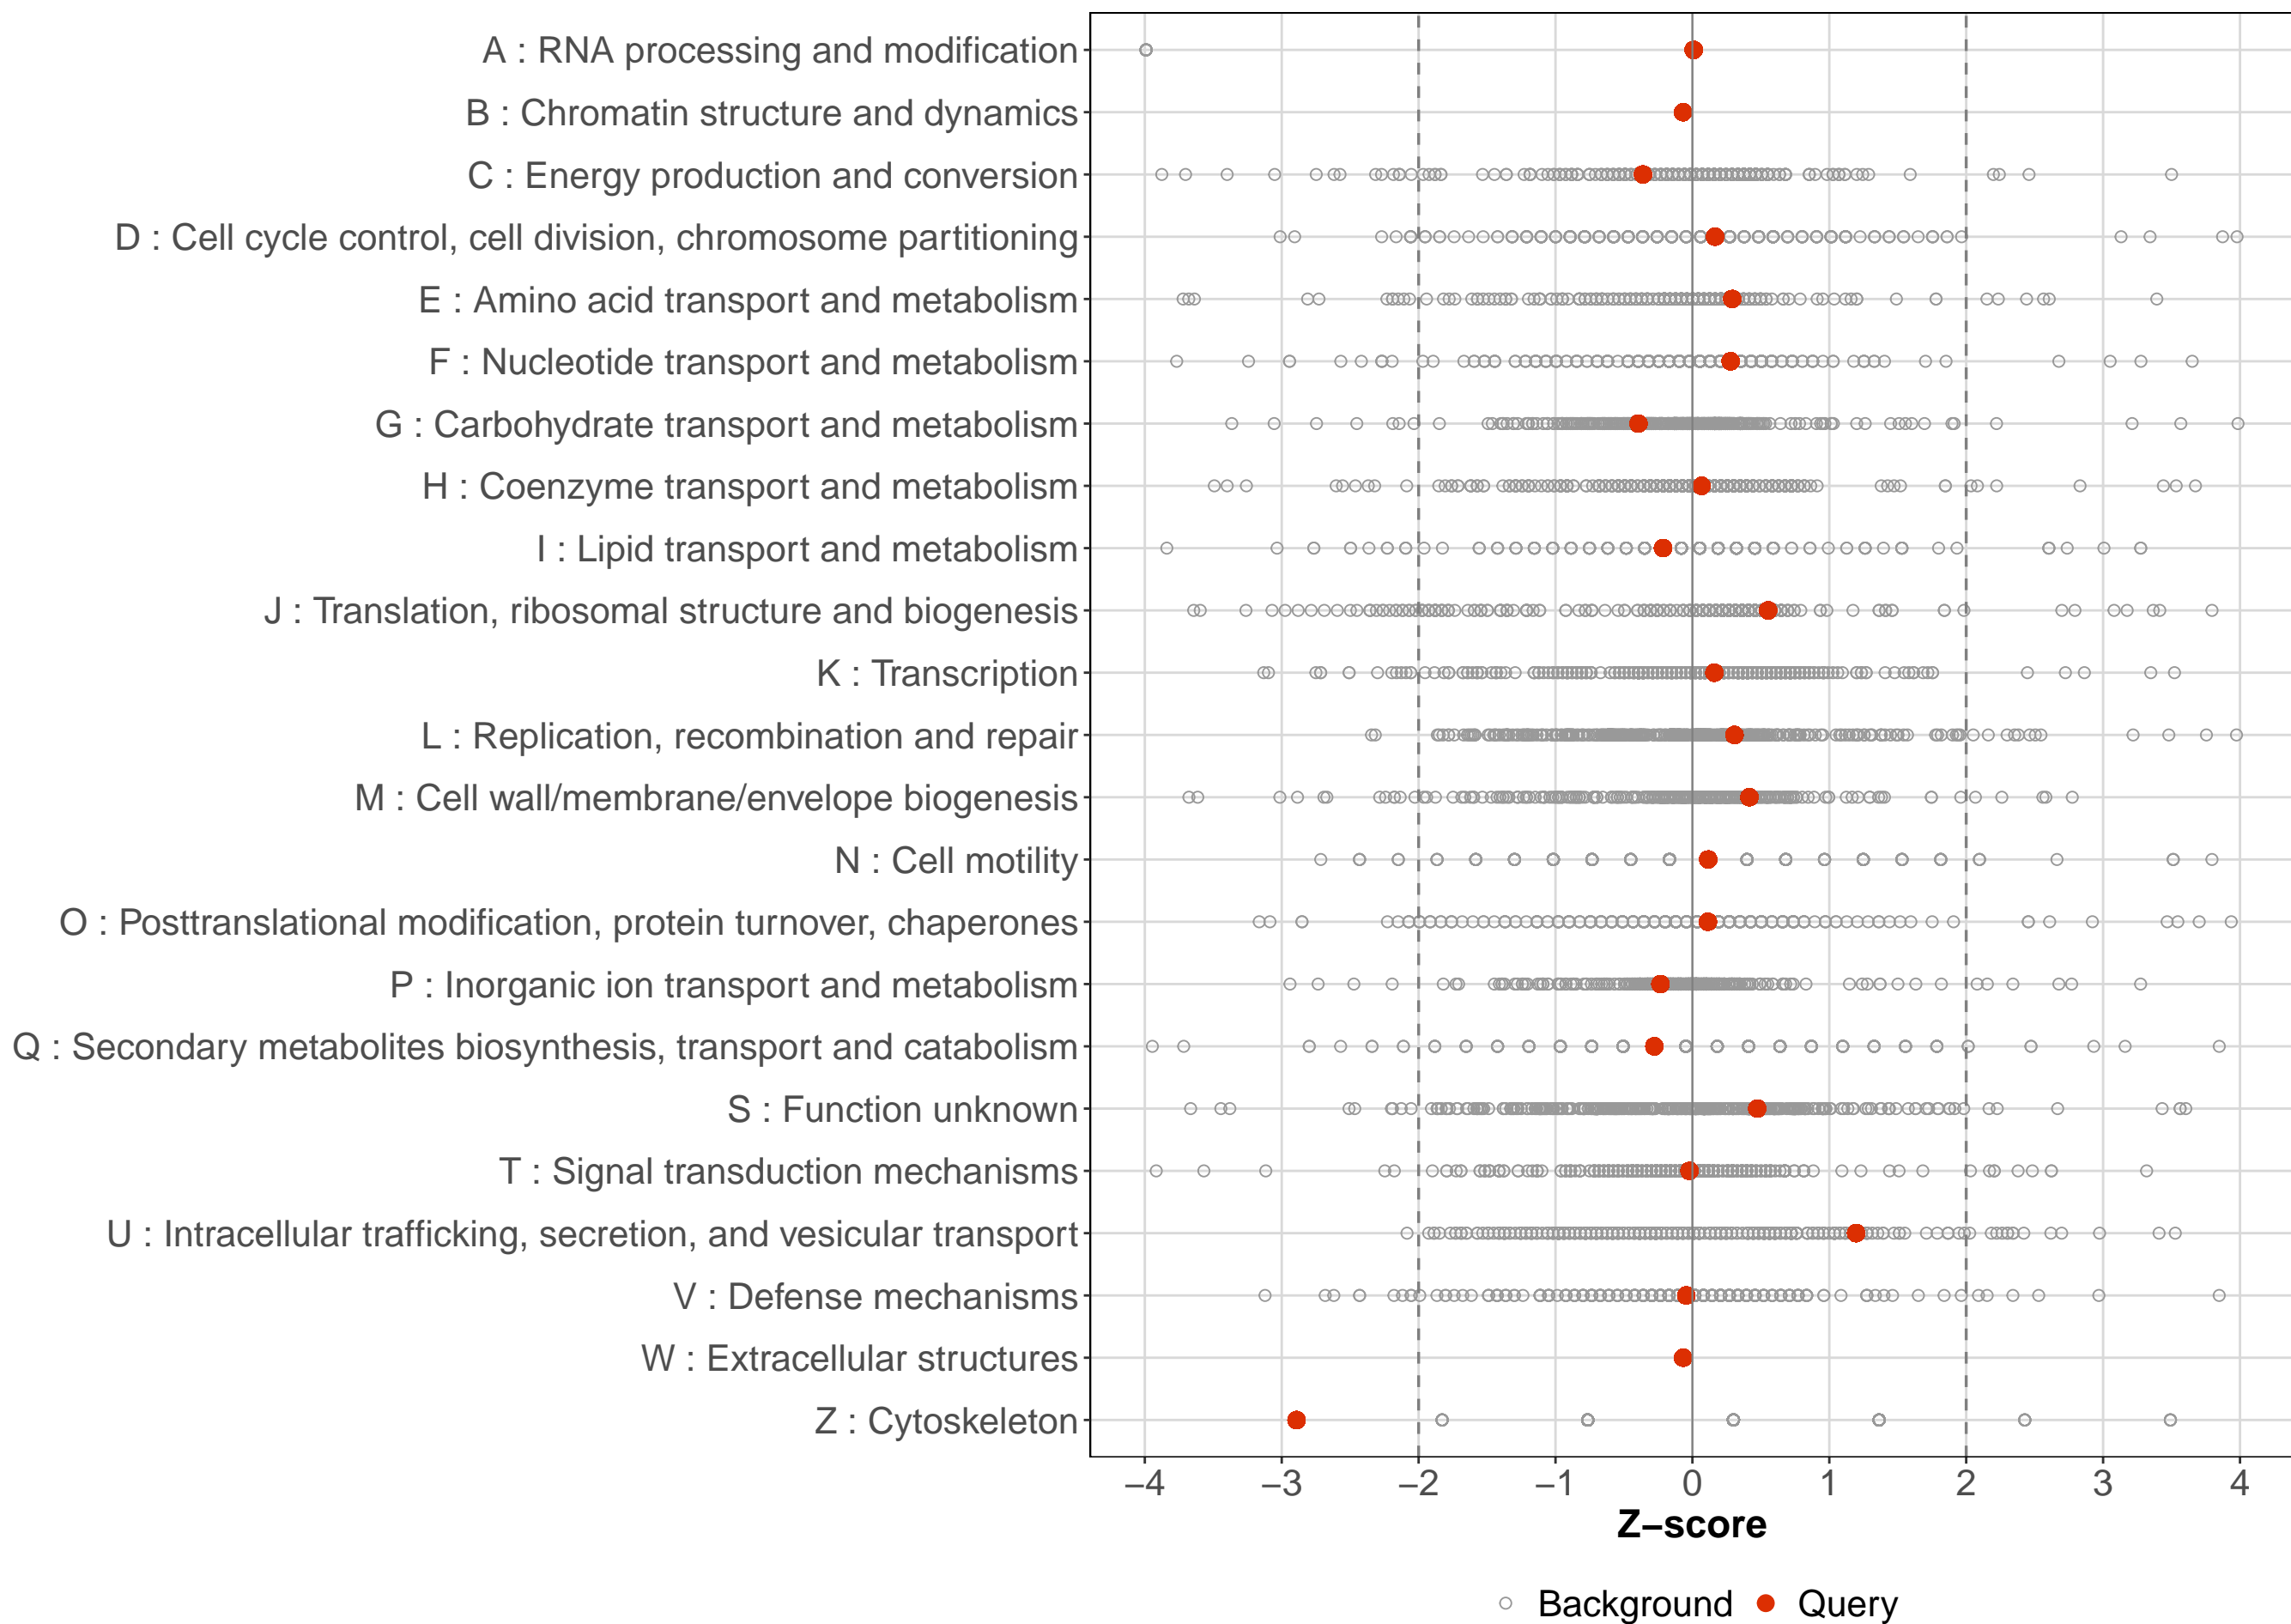 A : RNA processing and modification
B : Chromatin structure and dynamics
C : Energy production and conversion
D : Cell cycle control, cell division, chromosome partitioning
E : Amino acid transport and metabolism
F : Nucleotide transport and metabolism
G : Carbohydrate transport and metabolism
H : Coenzyme transport and metabolism
I : Lipid transport and metabolism
J : Translation, ribosomal structure and biogenesis
K : Transcription
L : Replication, recombination and repair
M : Cell wall/membrane/envelope biogenesis
N : Cell motility
O : Posttranslational modification, protein turnover, chaperones
P : Inorganic ion transport and metabolism
Q : Secondary metabolites biosynthesis, transport and catabolism
S : Function unknown
T : Signal transduction mechanisms
U : Intracellular trafficking, secretion, and vesicular transport
V : Defense mechanisms
W : Extracellular structures
Z : Cytoskeleton
−4 −3 −2 −1 0 1 2 3 4
Z−score
Background Query